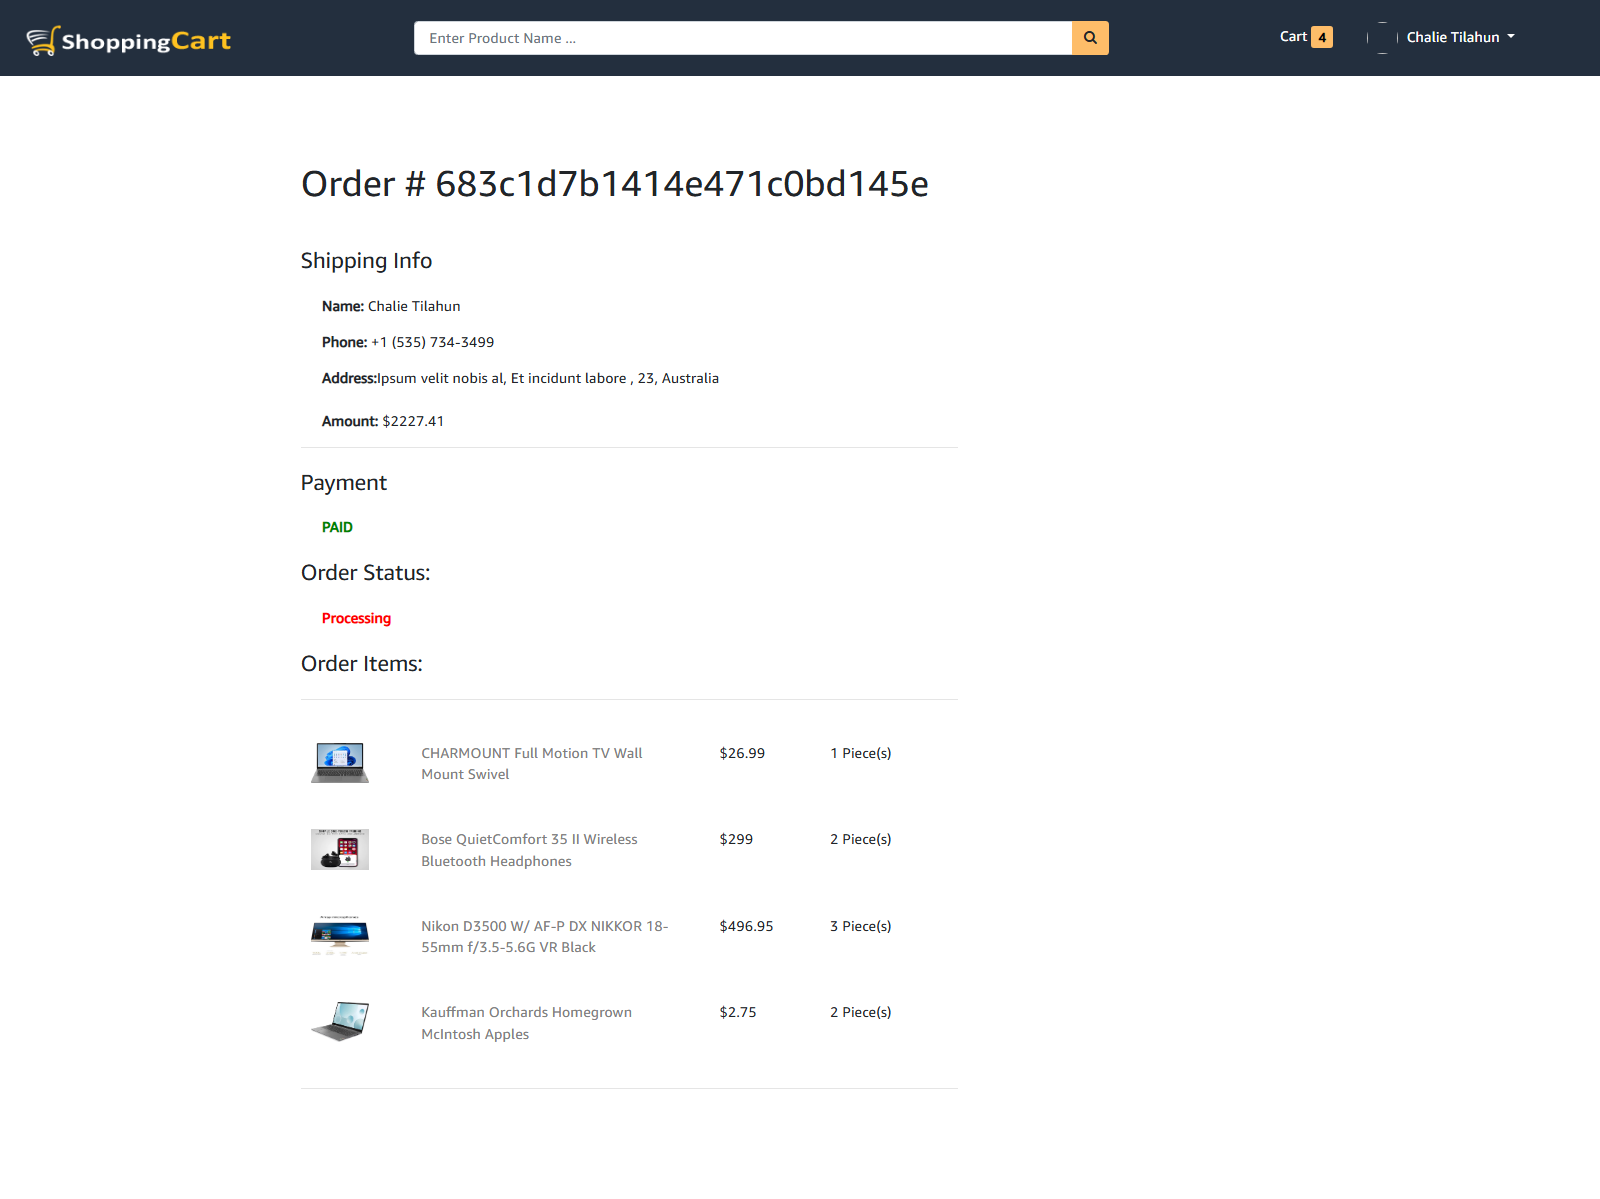 ShoppingCart
Enter Product Name ...
Cart 4
Chalie Tilahun
Order # 683c1d7b1414e471c0bd145e
Shipping Info
Name: Chalie Tilahun
Phone: +1 (535) 734-3499
Address:Ipsum velit nobis al, Et incidunt labore , 23, Australia
Amount: $2227.41
Payment
PAID
Order Status:
Processing
Order Items:
CHARMOUNT Full Motion TV Wall
Mount Swivel
$26.99
1 Piece(s)
Bose QuietComfort 35 II Wireless
Bluetooth Headphones
$299
2 Piece(s)
Nikon D3500 W/ AF-P DX NIKKOR 18-
55mm f/3.5-5.6G VR Black
$496.95
3 Piece(s)
Kauffman Orchards Homegrown
McIntosh Apples
$2.75
2 Piece(s)